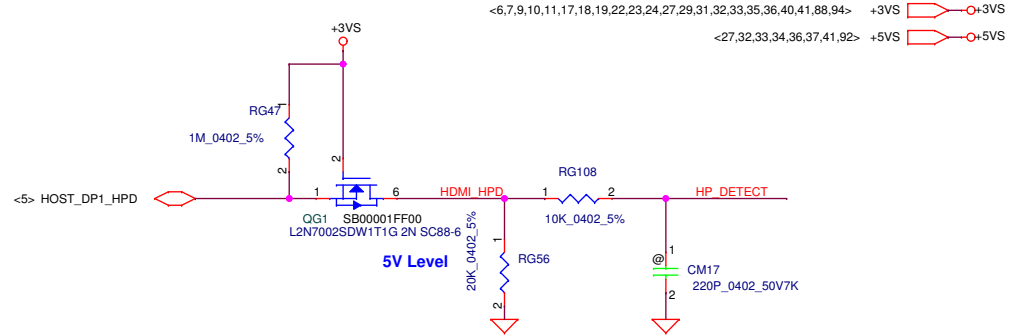 <6,7,9,10,11,17,18,19,22,23,24,27,29,31,32,33,35,36,40,41,88,94> +3VS +3VS
<27,32,33,34,36,37,41,92> +5VS +5VS
+3VS
RG47
1
1M_0402_5%
2
2
<5> HOST_DP1_HPD
1
6
HDMI_HPD
RG108
1
2
10K_0402_5%
HP_DETECT
QG1 SB00001FF00
L2N7002SDW1T1G 2N SC88-6
5V Level
20K_0402_5%
1
RG56
2
@
1
CM17
220P_0402_50V7K
2